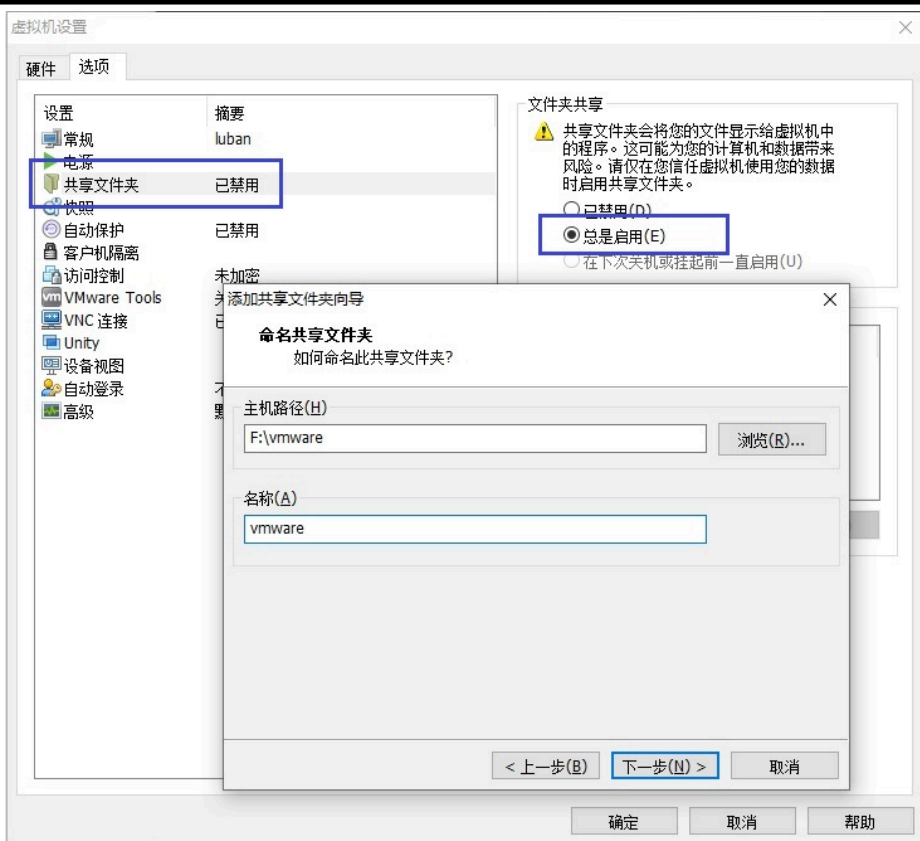 虚拟机设置
硬件 选项
设置 摘要
常规 luban
电源
共享文件夹 已禁用
快照
自动保护 已禁用
客户机隔离
访问控制 未加密
VMware Tools
VNC 连接
Unity
设备视图
自动登录
高级
文件夹共享
共享文件夹会将您的文件显示给虚拟机中
的程序。这可能为您的计算机和数据带来
风险。请仅在您信任虚拟机使用您的数据
时启用共享文件夹。
已禁用(D)
总是启用(E)
在下次关机或挂起前一直启用(U)
添加共享文件夹向导
命名共享文件夹
如何命名此共享文件夹?
主机路径(H)
F:\vmware
浏览(R)...
名称(A)
vmware
< 上一步(B) 下一步(N) > 取消
确定 取消 帮助